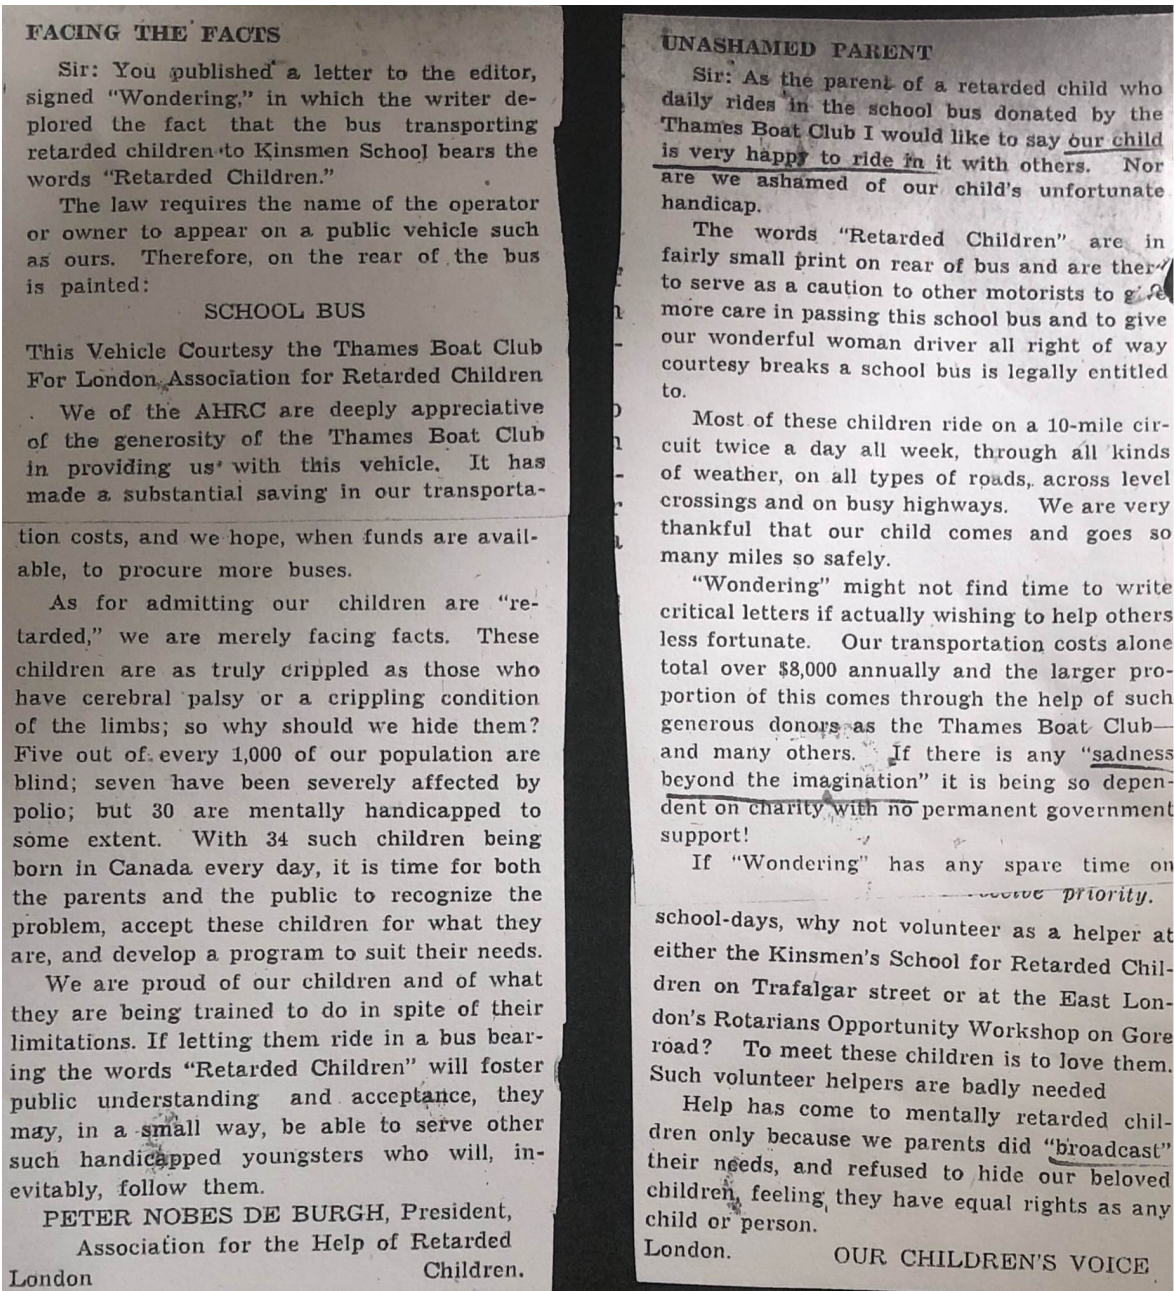 FACING THE FACTS
Sir: You published a letter to the editor,
signed "Wondering," in which the writer de-
plored the fact that the bus transporting
retarded children to Kinsmen School bears the
words "Retarded Children."
The law requires the name of the operator
or owner to appear on a public vehicle such
as ours. Therefore, on the rear of the bus
is painted:
SCHOOL BUS
This Vehicle Courtesy the Thames Boat Club
For London Association for Retarded Children
We of the AHRC are deeply appreciative
of the generosity of the Thames Boat Club
in providing us with this vehicle. It has
made a substantial saving in our transporta-
tion costs, and we hope, when funds are avail-
able, to procure more buses.
As for admitting our children are "re-
tarded," we are merely facing facts. These
children are as truly crippled as those who
have cerebral palsy or a crippling condition
of the limbs; so why should we hide them?
Five out of every 1,000 of our population are
blind; seven have been severely affected by
polio; but 30 are mentally handicapped to
some extent. With 34 such children being
born in Canada every day, it is time for both
the parents and the public to recognize the
problem, accept these children for what they
are, and develop a program to suit their needs.
We are proud of our children and of what
they are being trained to do in spite of their
limitations. If letting them ride in a bus bear-
ing the words "Retarded Children" will foster
public understanding and acceptance, they
may, in a small way, be able to serve other
such handicapped youngsters who will, in-
evitably, follow them.
PETER NOBES DE BURGH, President,
Association for the Help of Retarded
Children.
London
UNASHAMED PARENT
Sir: As the parent of a retarded child who
daily rides in the school bus donated by the
Thames Boat Club I would like to say our child
is very happy to ride in it with others. Nor
are we ashamed of our child's unfortunate
handicap.
The words "Retarded Children" are in
fairly small print on rear of bus and are there
to serve as a caution to other motorists to
more care in passing this school bus and to give
our wonderful woman driver all right of way
courtesy breaks a school bus is legally entitled
to.
Most of these children ride on a 10-mile cir-
cuit twice a day all week, through all kinds
of weather, on all types of roads, across level
crossings and on busy highways. We are very
thankful that our child comes and goes so
many miles so safely.
"Wondering" might not find time to write
critical letters if actually wishing to help others
less fortunate. Our transportation costs alone
total over $8,000 annually and the larger pro-
portion of this comes through the help of such
generous donors as the Thames Boat Club—
and many others. If there is any "sadness
beyond the imagination" it is being so depen-
dent on charity with no permanent government
support!
If "Wondering" has any spare time on
priority.
school-days, why not volunteer as a helper at
either the Kinsmen's School for Retarded Chil-
dren on Trafalgar street or at the East Lon-
don's Rotarians Opportunity Workshop on Gore
road? To meet these children is to love them.
Such volunteer helpers are badly needed
Help has come to mentally retarded chil-
dren only because we parents did "broadcast"
their needs, and refused to hide our beloved
children, feeling they have equal rights as any
child or person.
London. OUR CHILDREN'S VOICE